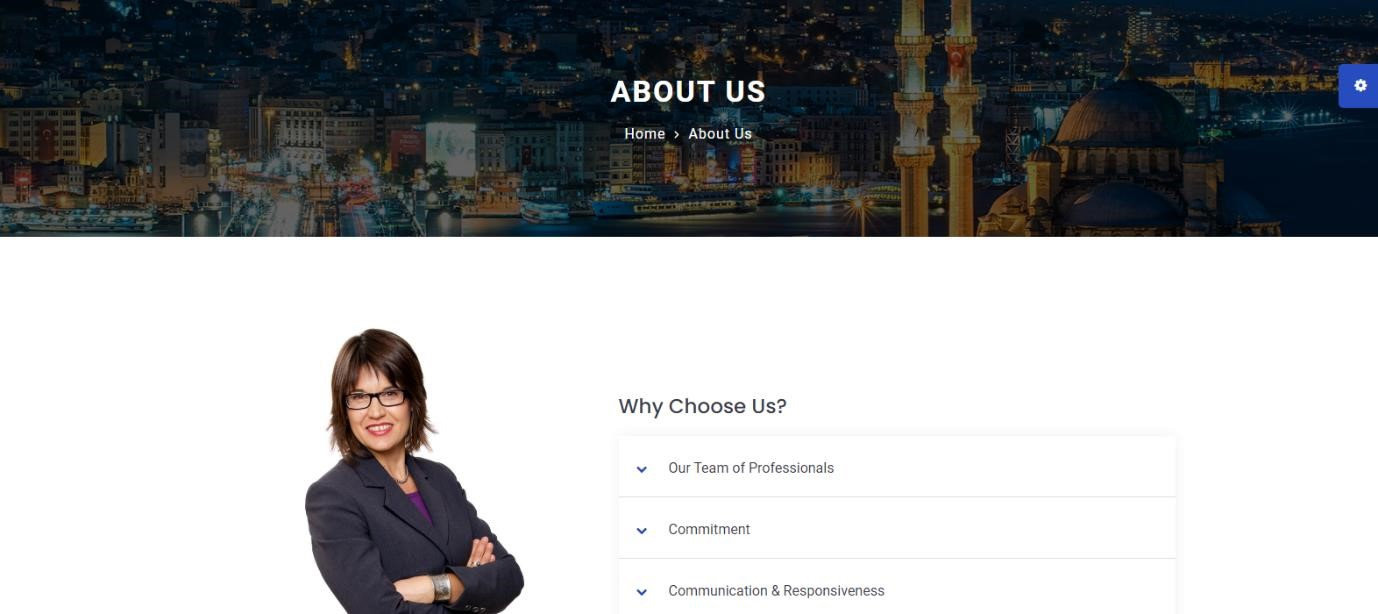 ABOUT US
Home › About Us
Why Choose Us?
Our Team of Professionals
Commitment
Communication & Responsiveness